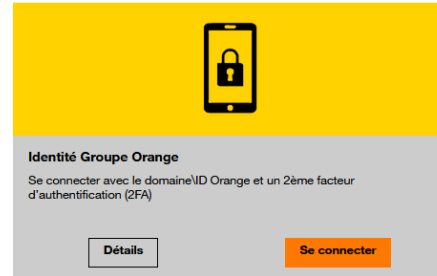 Identité Groupe Orange
Se connecter avec le domaine\ID Orange et un 2ème facteur
d'authentification (2FA)
Détails
Se connecter